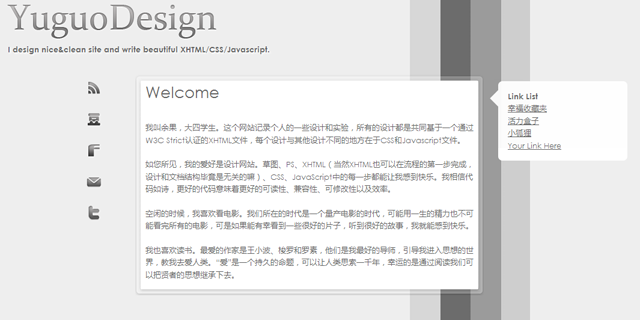 YuguoDesign
I design nice&clean site and write beautiful XHTML/CSS/Javascript.
Welcome
我叫余果，大四学生。这个网站记录个人的一些设计和实验，所有的设计都是共同基于一个通过
W3C Strict认证的XHTML文件，每个设计与其他设计不同的地方在于CSS和Javascript文件。
如您所见，我的爱好是设计网站。草图、PS、XHTML（当然XHTML也可以在流程的第一步完成，
设计和文档结构毕竟是无关的嘛）、CSS、JavaScript中的每一步都能让我感到快乐。我相信代
码如诗，更好的代码意味着更好的可读性、兼容性、可修改性以及效率。
空闲的时候，我喜欢看电影。我们所在的时代是一个量产电影的时代，可能用一生的精力也不可
能看完所有的电影，可是如果能有幸看到一些很好的片子，听到很好的故事，我就能感到快乐。
我也喜欢读书。最爱的作家是王小波、梭罗和罗素，他们是我最好的导师，引导我进入思想的世
界，教我去爱人类。“爱”是一个持久的命题，可以让人类思索一千年，幸运的是通过阅读我们可
以把贤者的思想继承下去。
Link List
幸福收藏夹
活力盒子
小狐狸
Your Link Here